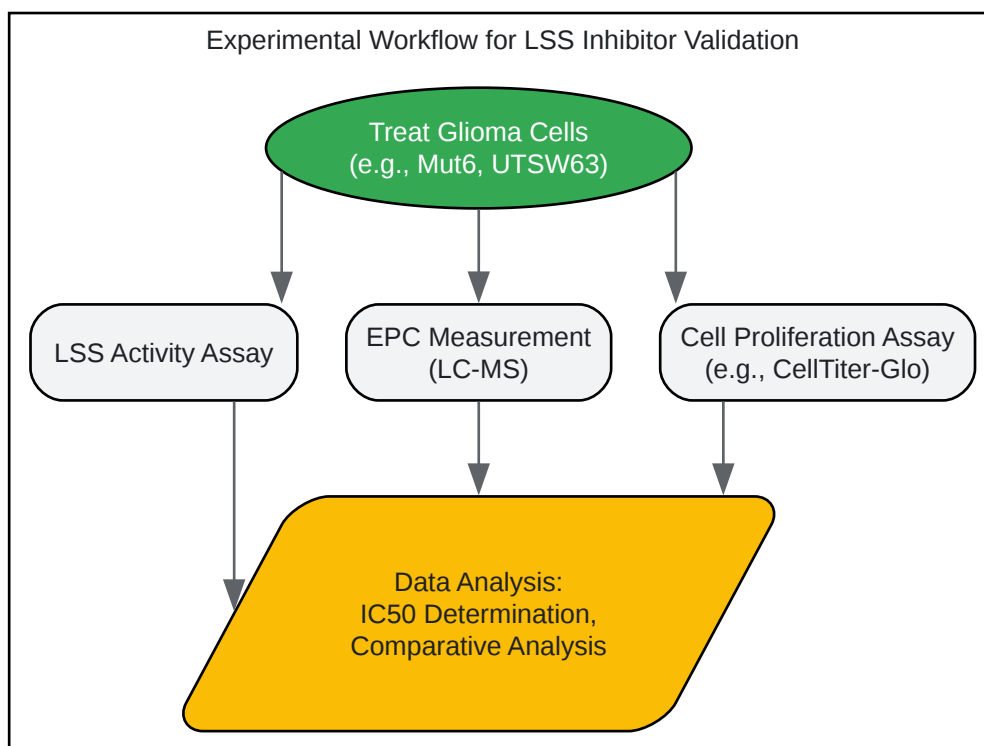 Experimental Workflow for LSS Inhibitor Validation
Treat Glioma Cells
(e.g., Mut6, UTSW63)
LSS Activity Assay
EPC Measurement
(LC-MS)
Cell Proliferation Assay
(e.g., CellTiter-Glo)
Data Analysis:
IC50 Determination,
Comparative Analysis